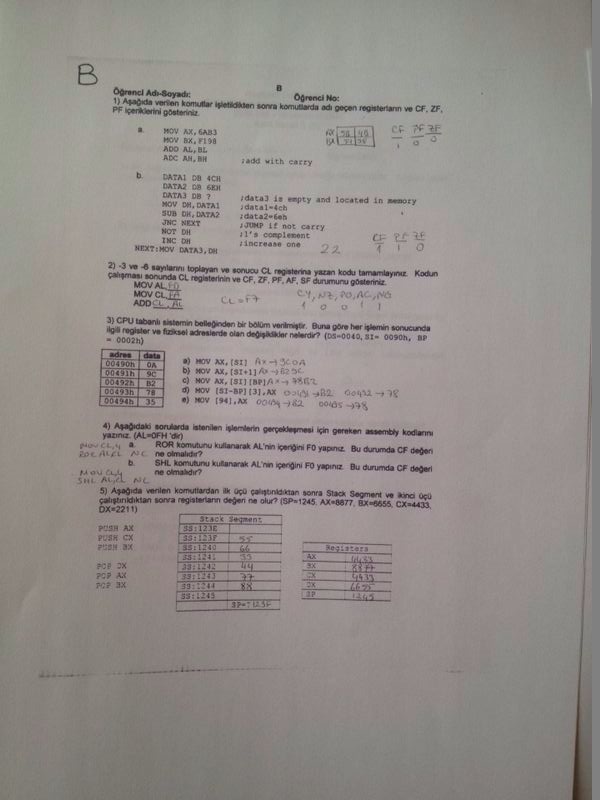 B
B
Öğrenci Adı-Soyadı: Öğrenci No:
1) Aşağıda verilen komutlar işletildikten sonra komutlarda adı geçen registerların ve CF, ZF,
PF içeriklerini gösteriniz.
a. MOV AX, 6AB3
MOV BX, F198
ADD AL, BL
ADC AH, BH ;add with carry
CF PF ZF
1 0 0
b. DATA1 DB 4CH
DATA2 DB 6EH
DATA3 DB ? ;data3 is empty and located in memory
MOV DH, DATA1 ;data1=4ch
SUB DH, DATA2 ;data2=6eh
JNC NEXT ;JUMP if not carry
NOT DH ;1's complement
INC DH ;increase one
NEXT:MOV DATA3, DH
22
CF PF ZF
1 1 0
2) -3 ve -6 sayılarını toplayan ve sonucu CL registerina yazan kodu tamamlayınız. Kodun
çalışması sonunda CL registerinin ve CF, ZF, PF, AF, SF durumunu gösteriniz.
MOV AL, FD
MOV CL, FA
ADD CL, AL
CL = F7
CY, NZ, PO, AC, NG
1 0 0 1 1
3) CPU tabanlı sistemin belleğinden bir bölüm verilmiştir. Buna göre her işlemin sonucunda
ilgili register ve fiziksel adreslerde olan değişiklikler nelerdir? (DS=0040, SI= 0090h, BP
= 0002h)
adres data
00490h 0A
00491h 9C
00492h B2
00493h 78
00494h 35
a) MOV AX, [SI] AX → 9C0A
b) MOV AX, [SI+1] AX → B29C
c) MOV AX, [SI][BP] AX → 78B2
d) MOV [SI-BP][3], AX 00491 → B2 00492 → 78
e) MOV [94], AX 00494 → B2 00495 → 78
4) Aşağıdaki sorularda istenilen işlemlerin gerçekleşmesi için gereken assembly kodlarını
yazınız. (AL=0FH 'dir)
MOV CL,4
ROR AL,CL NC
a. ROR komutunu kullanarak AL'nin içeriğini F0 yapınız. Bu durumda CF değeri
ne olmalıdır?
MOV CL,4
SHL AL,CL NC
b. SHL komutunu kullanarak AL'nin içeriğini F0 yapınız. Bu durumda CF değeri
ne olmalıdır?
5) Aşağıda verilen komutlardan ilk üçü çalıştırıldıktan sonra Stack Segment ve ikinci üçü
çalıştırıldıktan sonra registerların değeri ne olur? (SP=1245, AX=8877, BX=6655, CX=4433,
DX=2211)
PUSH AX
PUSH CX
PUSH BX
POP DX
POP AX
POP BX
Stack Segment
SS:123E
SS:123F 55
SS:1240 66
SS:1241 33
SS:1242 44
SS:1243 77
SS:1244 88
SS:1245
SP=123F
Registers
AX 4433
BX 8877
CX 4433
DX 6655
SP 1245